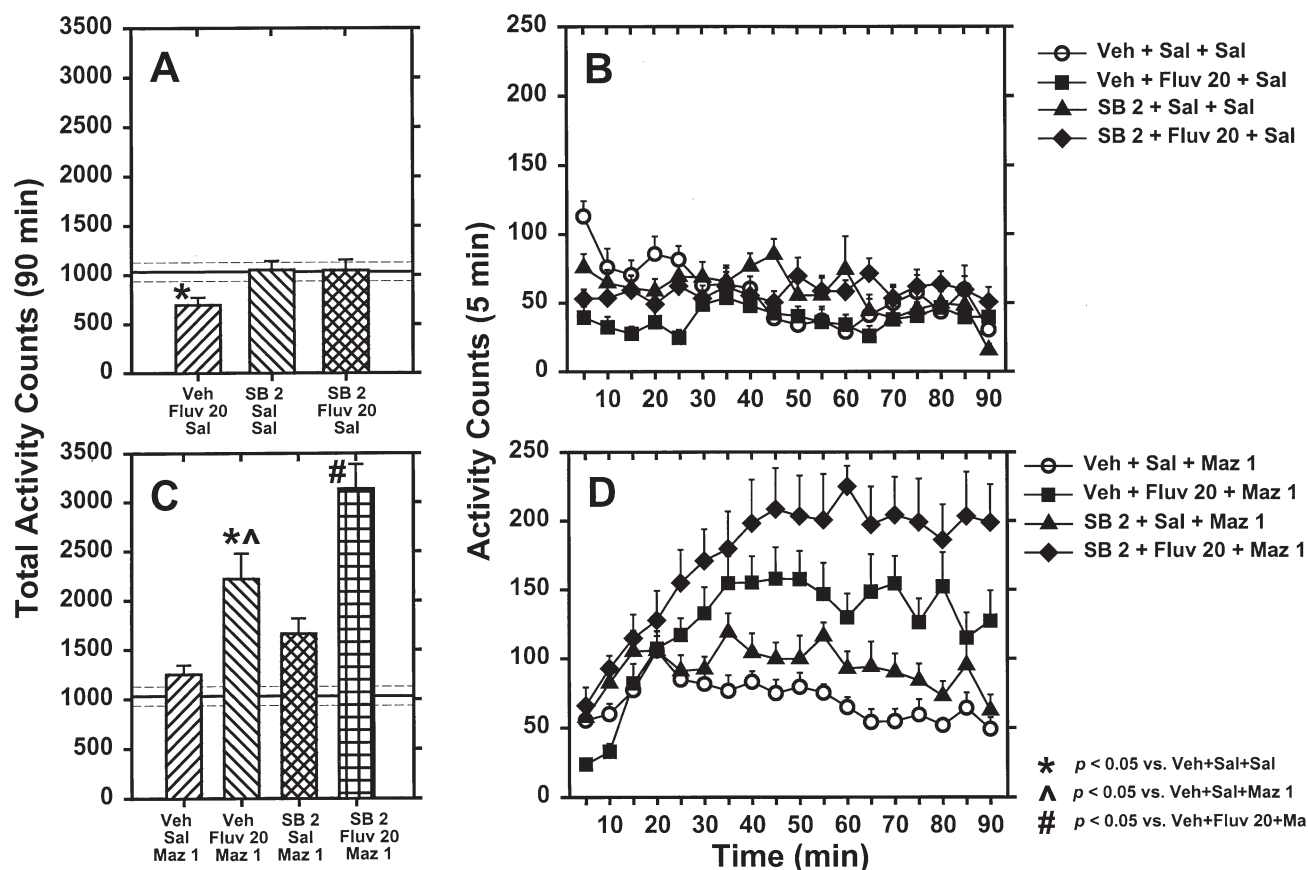 Total Activity Counts (90 min)
A
3500
3000
2500
2000
1500
1000
500
0
*
Veh
Fluv 20
Sal
SB 2
Sal
Sal
SB 2
Fluv 20
Sal
Activity Counts (5 min)
B
250
200
150
100
50
0
10 20 30 40 50 60 70 80 90
Veh + Sal + Sal
Veh + Fluv 20 + Sal
SB 2 + Sal + Sal
SB 2 + Fluv 20 + Sal
C
3500
3000
2500
2000
1500
1000
500
0
*^
#
Veh
Sal
Maz 1
Veh
Fluv 20
Maz 1
SB 2
Sal
Maz 1
SB 2
Fluv 20
Maz 1
D
250
200
150
100
50
0
10 20 30 40 50 60 70 80 90
Time (min)
Veh + Sal + Maz 1
Veh + Fluv 20 + Maz 1
SB 2 + Sal + Maz 1
SB 2 + Fluv 20 + Maz 1
* p < 0.05 vs. Veh+Sal+Sal
^ p < 0.05 vs. Veh+Sal+Maz 1
# p < 0.05 vs. Veh+Fluv 20+Ma